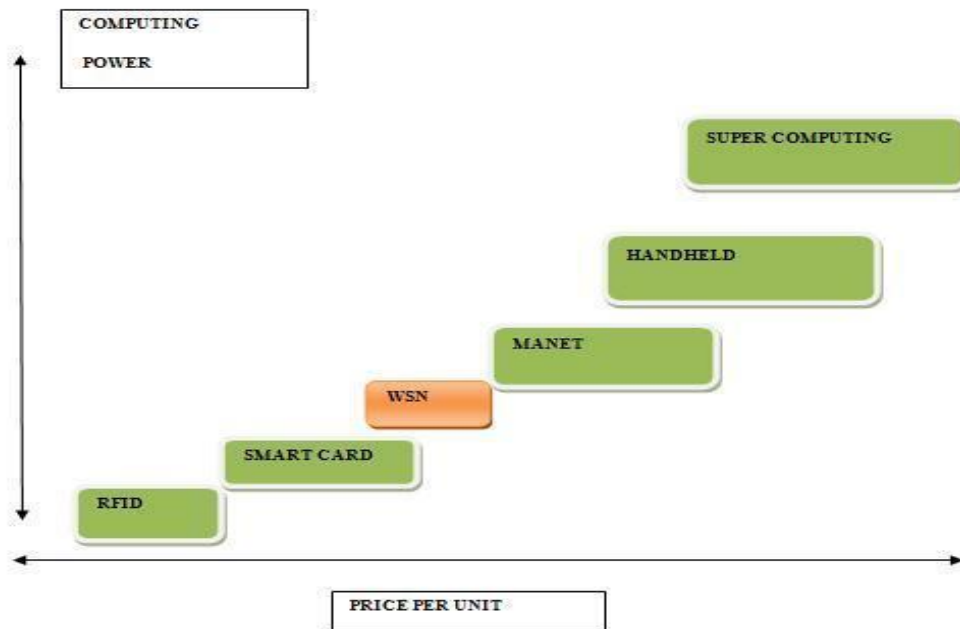 COMPUTING
POWER
SUPER COMPUTING
HANDHELD
MANET
WSN
SMART CARD
RFID
PRICE PER UNIT